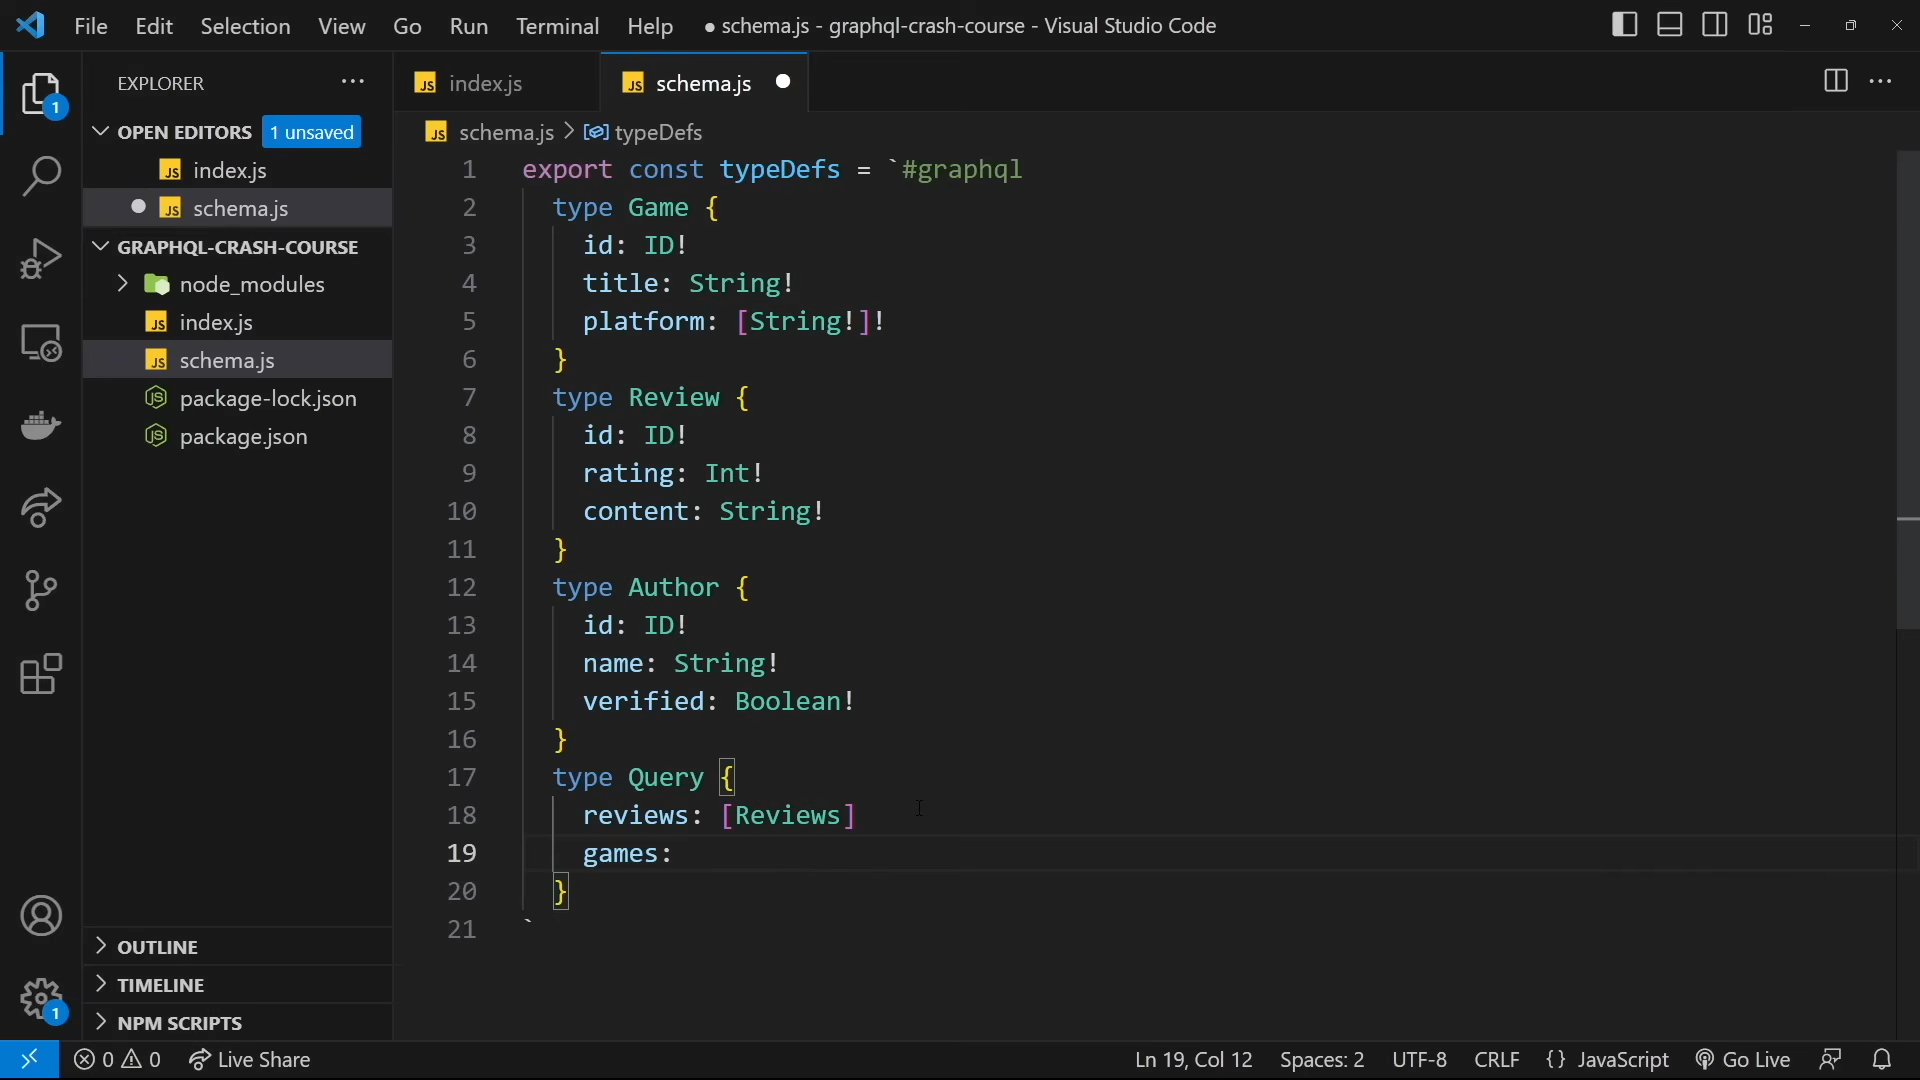 File Edit Selection View Go Run Terminal Help ● schema.js - graphql-crash-course - Visual Studio Code
EXPLORER ···
index.js
schema.js
1
OPEN EDITORS 1 unsaved
schema.js > typeDefs
index.js
schema.js
GRAPHQL-CRASH-COURSE
node_modules
index.js
schema.js
package-lock.json
package.json
1 export const typeDefs = `#graphql
2 type Game {
3 id: ID!
4 title: String!
5 platform: [String!]!
6 }
7 type Review {
8 id: ID!
9 rating: Int!
10 content: String!
11 }
12 type Author {
13 id: ID!
14 name: String!
15 verified: Boolean!
16 }
17 type Query {
18 reviews: [Reviews]
19 games:
20 }
21 `
OUTLINE
TIMELINE
NPM SCRIPTS
1
0 0 Live Share Ln 19, Col 12 Spaces: 2 UTF-8 CRLF {} JavaScript Go Live